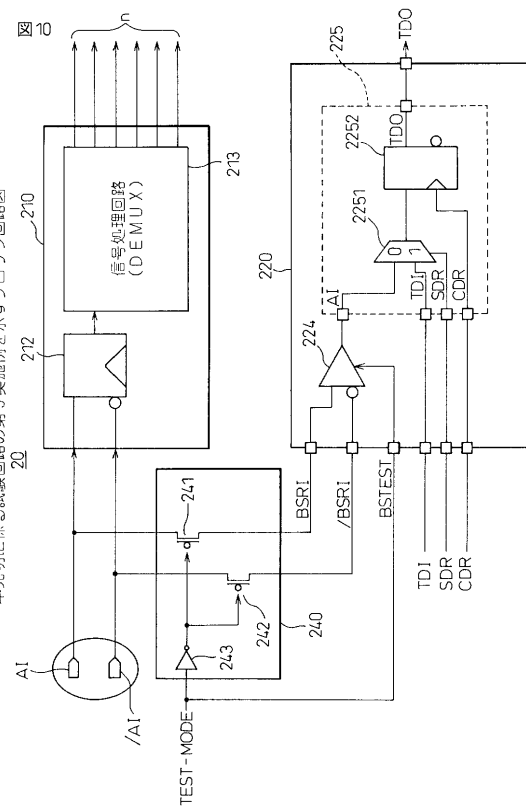 図10
20
AI
/AI
212
210
信号処理回路
(DEMUX)
213
n
TEST-MODE
243
241
242
240
BSRI
/BSRI
BSTEST
TDI
SDR
CDR
220
224
AI
TDI
SDR
CDR
2251
0
1
2252
225
TDO
TDO